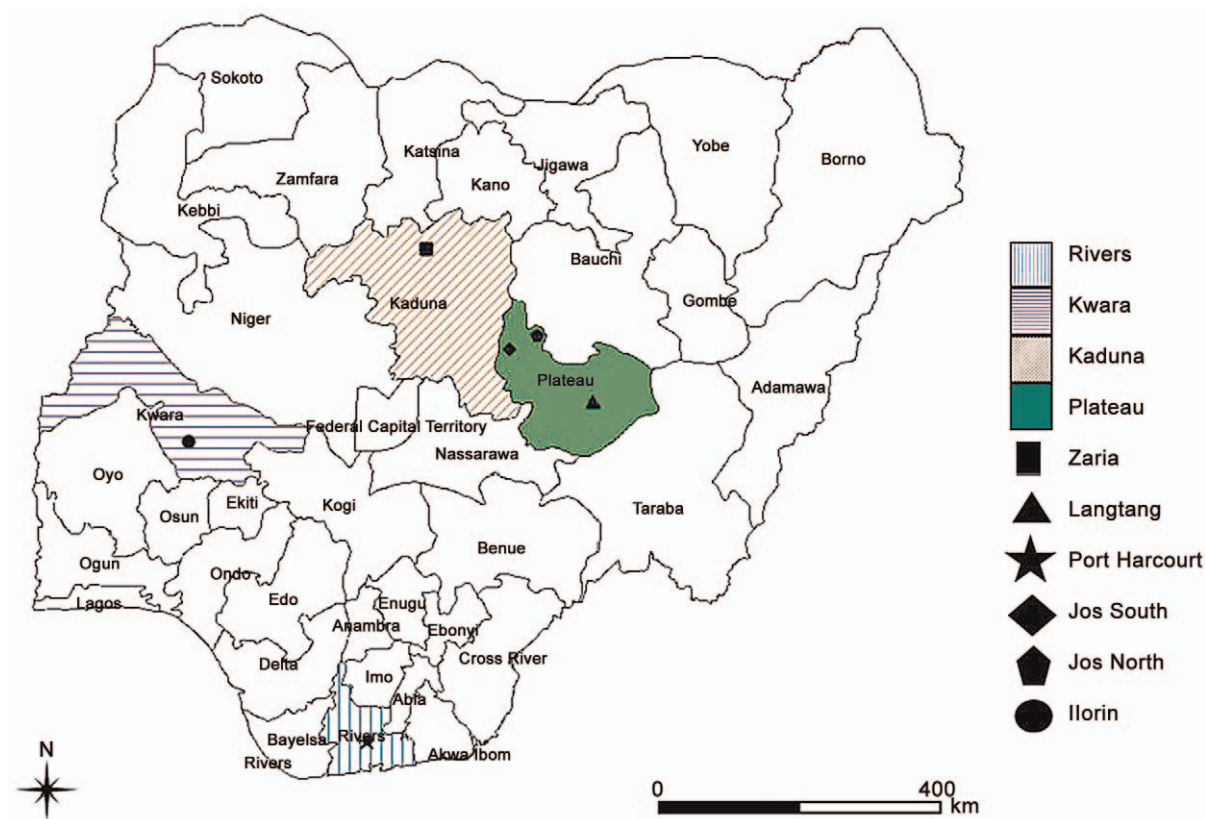 Sokoto
Katsina
Jigawa
Yobe
Borno
Zamfara
Kano
Kebbi
Bauchi
Gombe
Kaduna
Niger
Plateau
Adamawa
Kwara
Federal Capital Territory
Nassarawa
Oyo
Kogi
Taraba
Osun
Ekiti
Benue
Ogun
Ondo
Edo
Lagos
Enugu
Anambra
Ebonyi
Delta
Cross River
Imo
Abia
Bayelsa
Rivers
Rivers
Akwa Ibom
Rivers
Kwara
Kaduna
Plateau
Zaria
Langtang
Port Harcourt
Jos South
Jos North
Ilorin
N
0 400
km